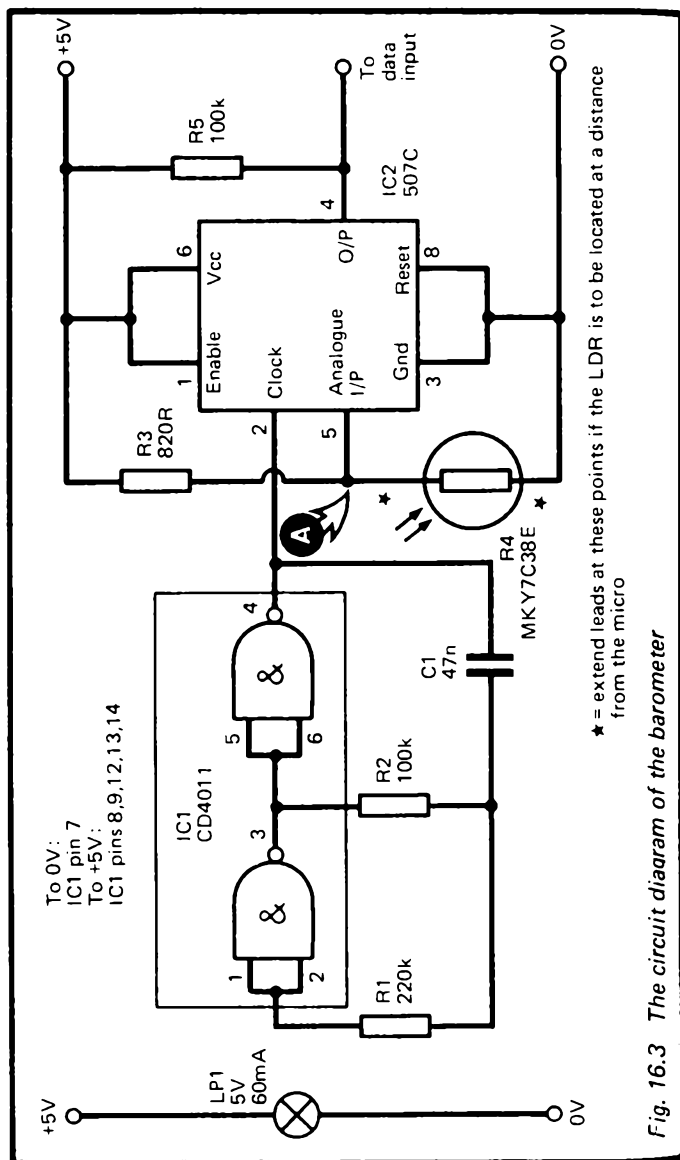 +5V
LP1
5V
60mA
0V
To 0V:
IC1 pin 7
To +5V:
IC1 pins 8,9,12,13,14
IC1
CD4011
1
2
&
3
5
6
&
4
R1
220k
R2
100k
C1
47n
A
R3
820R
+5V
1
Enable
6
Vcc
2
Clock
5
Analogue
I/P
3
Gnd
8
Reset
4
O/P
IC2
507C
R5
100k
To
data
input
0V
★
★
R4
MKY7C38E
★ = extend leads at these points if the LDR is to be located at a distance
from the micro
Fig. 16.3 The circuit diagram of the barometer